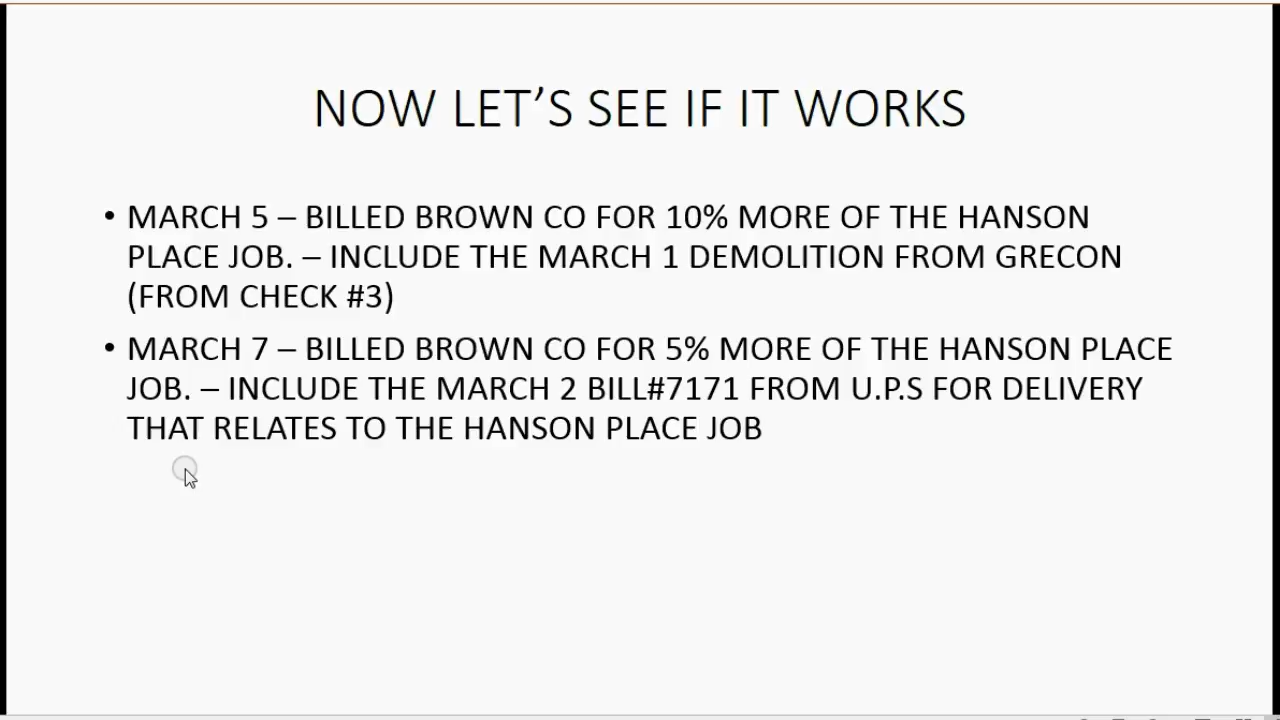 NOW LET’S SEE IF IT WORKS
• MARCH 5 – BILLED BROWN CO FOR 10% MORE OF THE HANSON
PLACE JOB. – INCLUDE THE MARCH 1 DEMOLITION FROM GRECON
(FROM CHECK #3)
• MARCH 7 – BILLED BROWN CO FOR 5% MORE OF THE HANSON PLACE
JOB. – INCLUDE THE MARCH 2 BILL#7171 FROM U.P.S FOR DELIVERY
THAT RELATES TO THE HANSON PLACE JOB